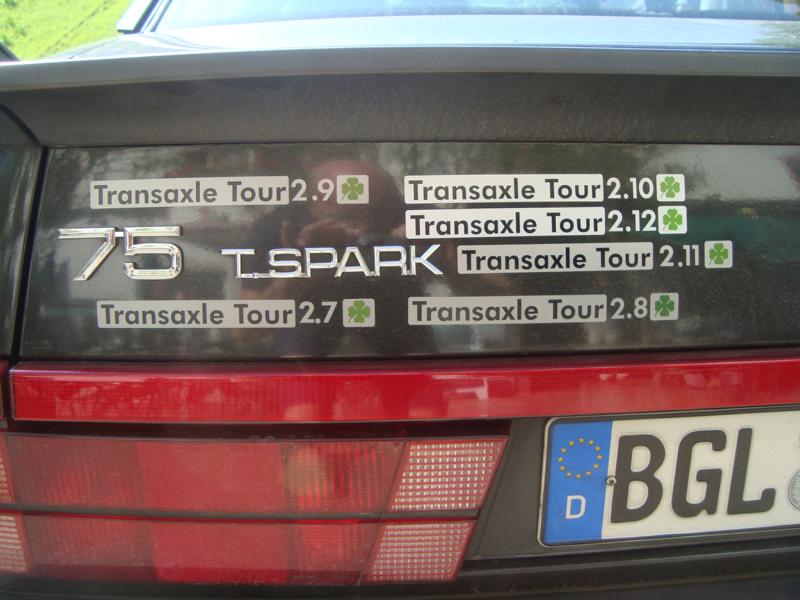 Transaxle Tour 2.9
Transaxle Tour 2.10
Transaxle Tour 2.12
75 T.SPARK
Transaxle Tour 2.11
Transaxle Tour 2.7
Transaxle Tour 2.8
D BGL